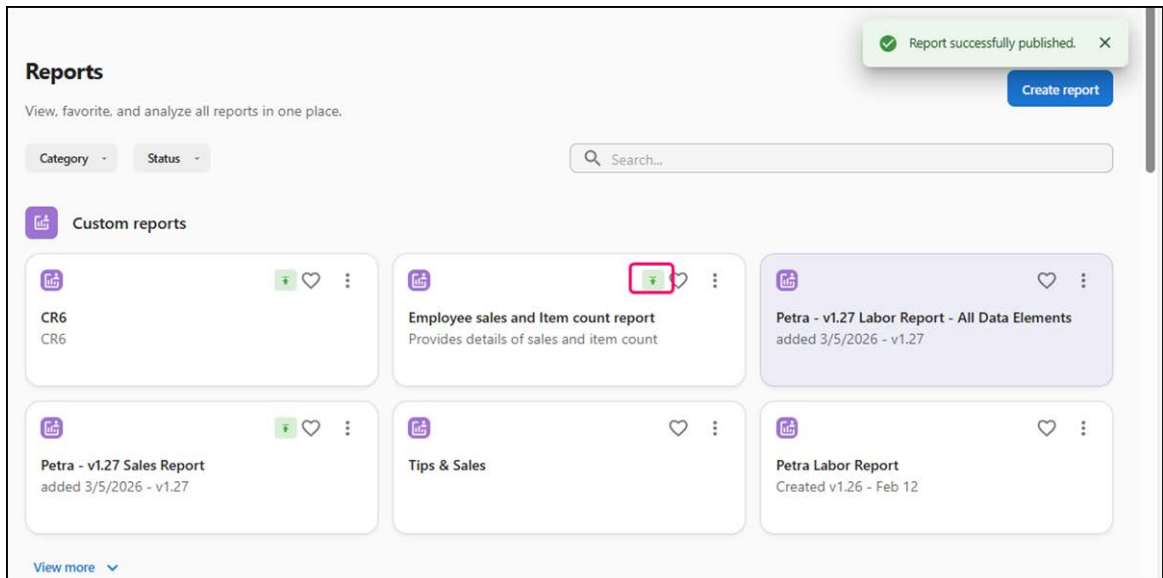 Report successfully published.
Reports
Create report
View, favorite, and analyze all reports in one place.
Category
Status
Search...
Custom reports
CR6
CR6
Employee sales and Item count report
Provides details of sales and item count
Petra - v1.27 Labor Report - All Data Elements
added 3/5/2026 - v1.27
Petra - v1.27 Sales Report
added 3/5/2026 - v1.27
Tips & Sales
Petra Labor Report
Created v1.26 - Feb 12
View more